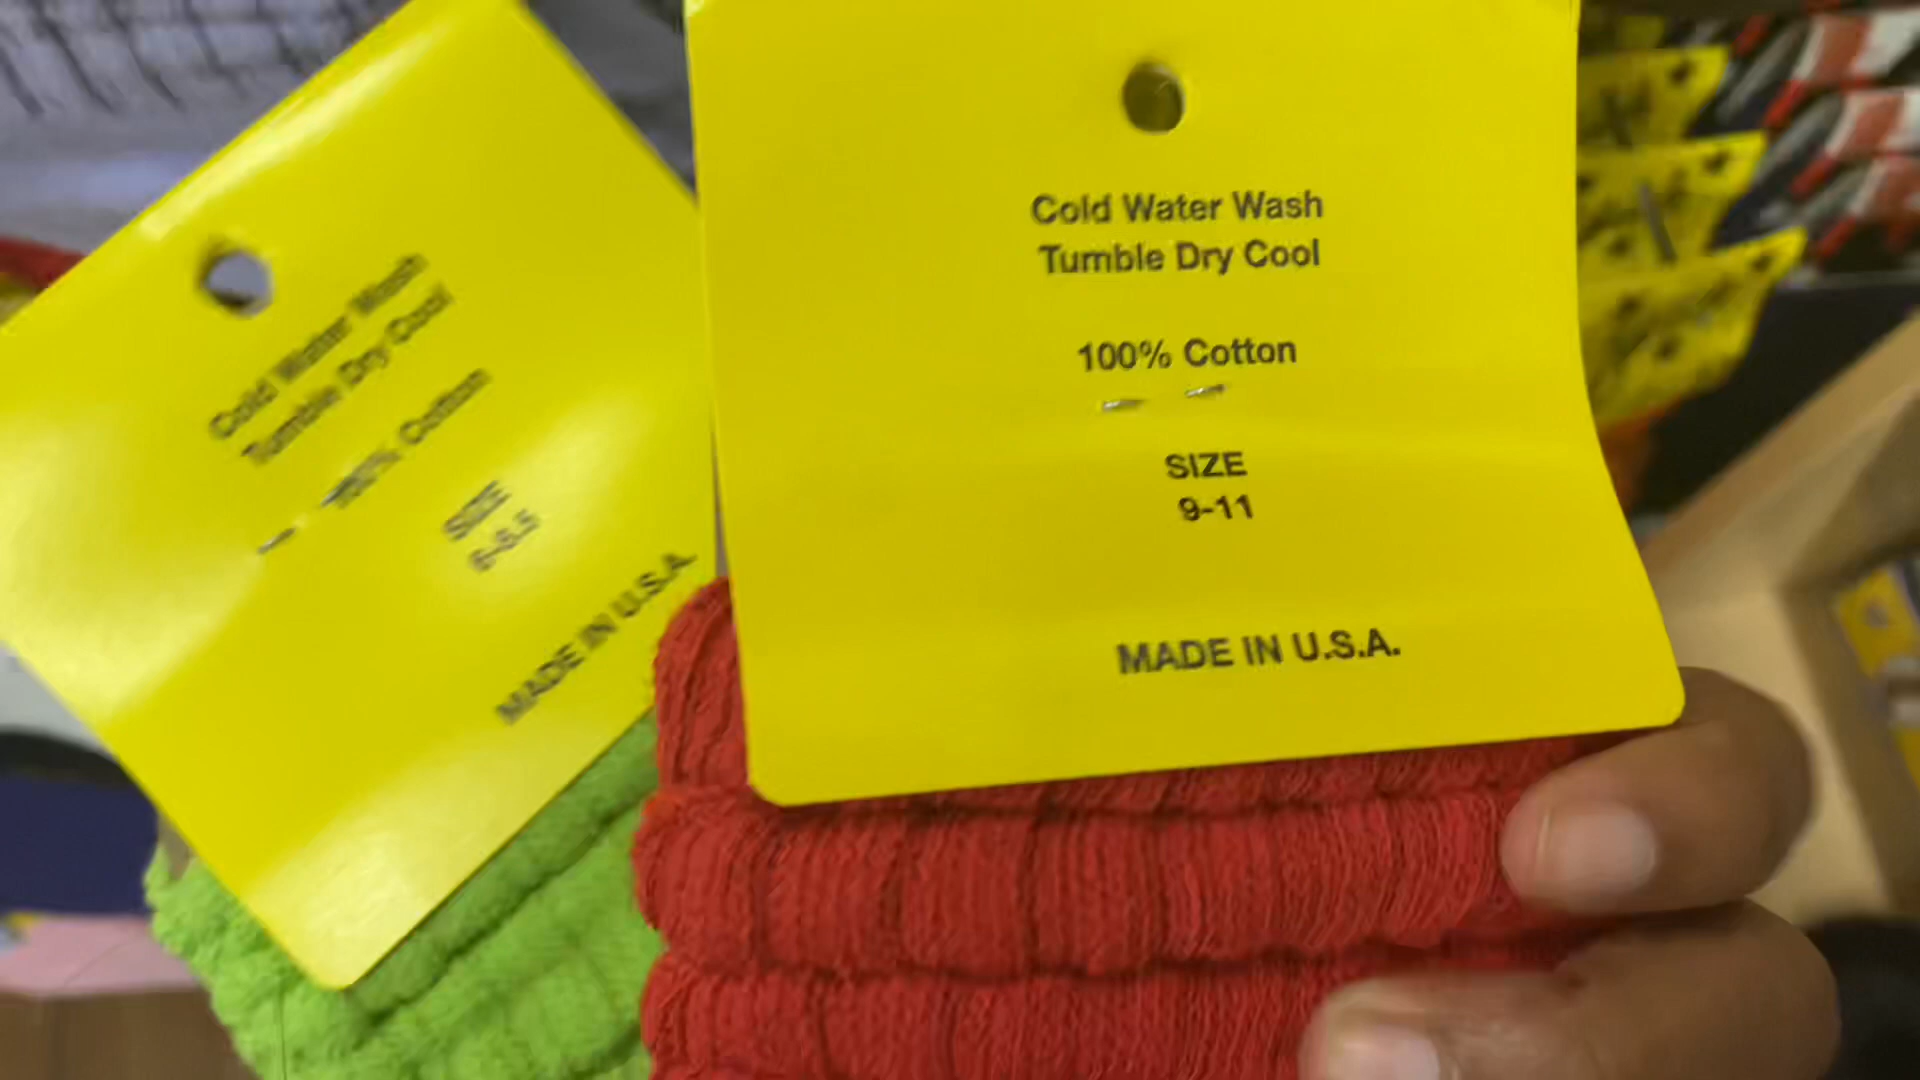 Cold Water Wash
Tumble Dry Cool
100% Cotton
SIZE
MADE IN U.S.A.
Cold Water Wash
Tumble Dry Cool
100% Cotton
SIZE
9-11
MADE IN U.S.A.